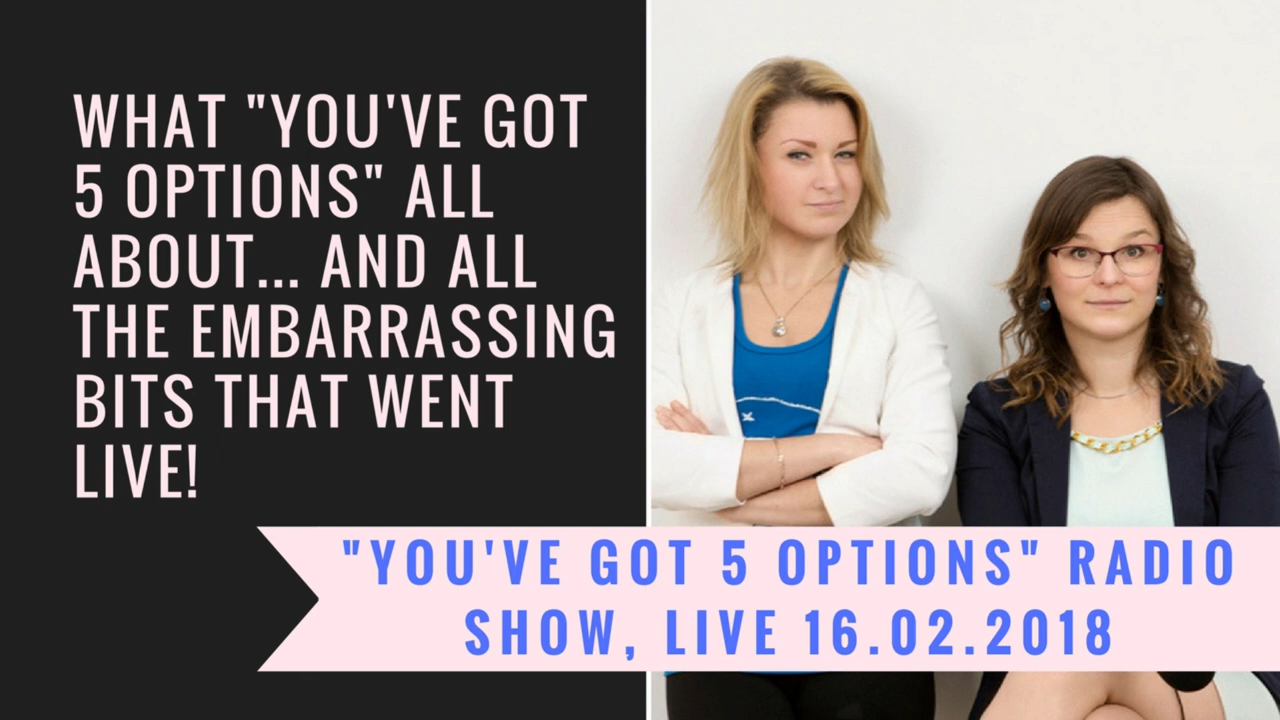 WHAT "YOU'VE GOT
5 OPTIONS" ALL
ABOUT... AND ALL
THE EMBARRASSING
BITS THAT WENT
LIVE!
"YOU'VE GOT 5 OPTIONS" RADIO
SHOW, LIVE 16.02.2018